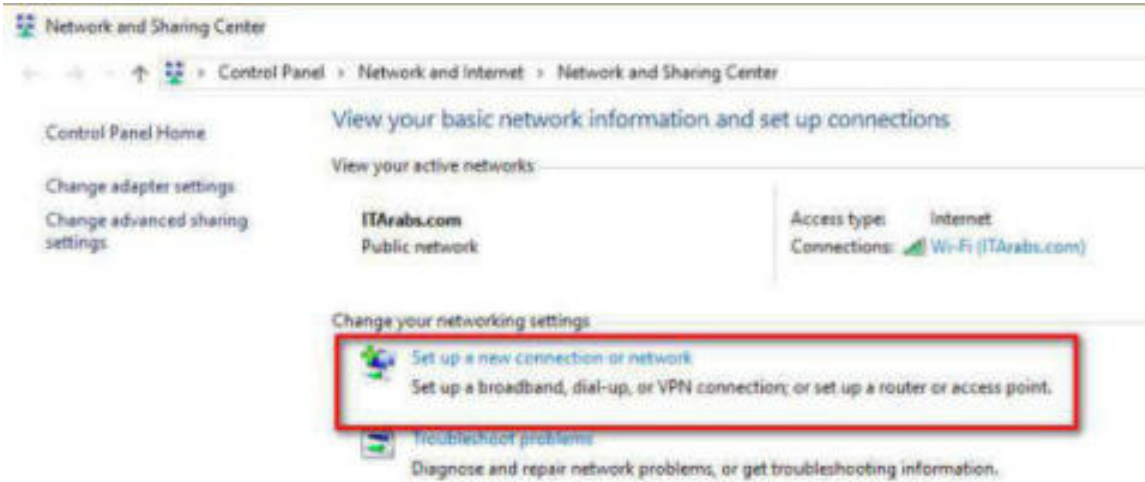 Network and Sharing Center
Control Panel > Network and Internet > Network and Sharing Center
Control Panel Home
Change adapter settings
Change advanced sharing
settings
View your basic network information and set up connections
View your active networks
ITArabs.com
Public network
Access type: Internet
Connections: Wi-Fi (ITArabs.com)
Change your networking settings
Set up a new connection or network
Set up a broadband, dial-up, or VPN connection; or set up a router or access point.
Troubleshoot problems
Diagnose and repair network problems, or get troubleshooting information.